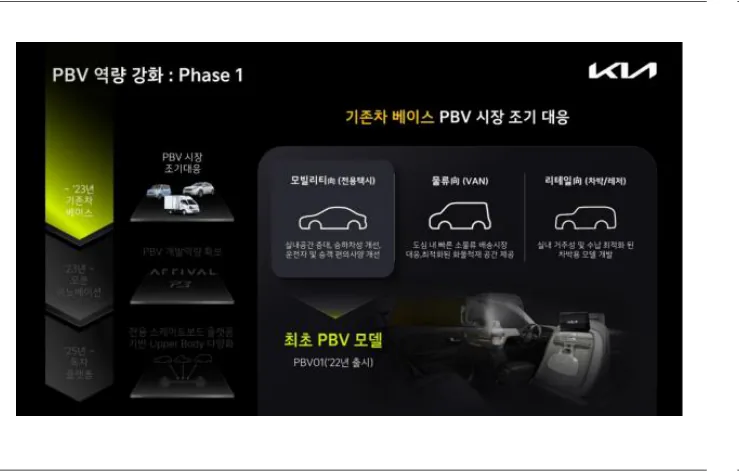 PBV 역량 강화 : Phase 1
KIA
기존차 베이스 PBV 시장 조기 대응
~ '23년
기존차
베이스
PBV 시장
조기대응
모빌리티向 (전용택시)
실내공간 증대, 승하차성 개선,
운전자 및 승객 편의사양 개선
물류向 (VAN)
도심 내 빠른 소물류 배송시장
대응,최적화된 화물적재 공간 제공
리테일向 (차박/레저)
실내 거주성 및 수납 최적화 된
차박용 모델 개발
'23년 ~
오픈
이노베이션
PBV 개발역량 확보
ARRIVAL
'25년 ~
독자
플랫폼
전용 스케이트보드 플랫폼
기반 Upper Body 다양화
최초 PBV 모델
PBV01('22년 출시)